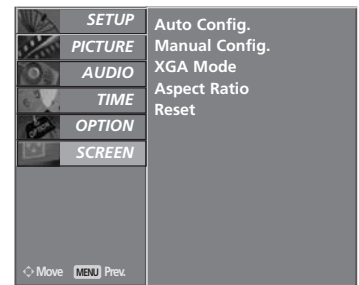 SETUP
PICTURE
AUDIO
TIME
OPTION
SCREEN
Move MENU Prev.
Auto Config.
Manual Config.
XGA Mode
Aspect Ratio
Reset